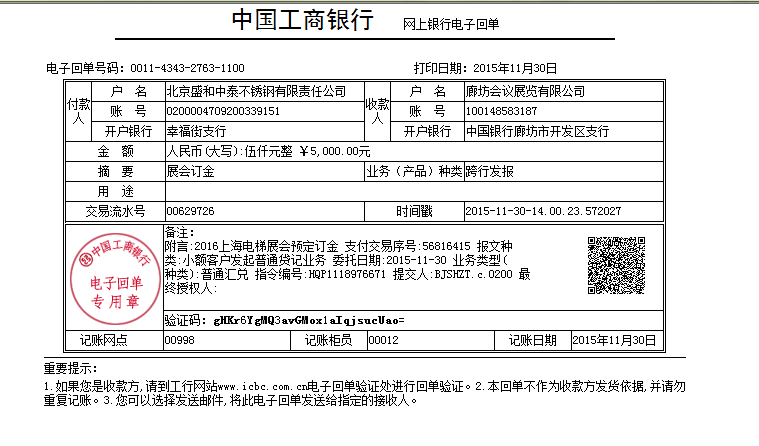 中国工商银行 网上银行电子回单
电子回单号码：0011-4343-2763-1100 打印日期：2015年11月30日
付款人 户 名 北京盛和中泰不锈钢有限责任公司 收款人 户 名 廊坊会议展览有限公司
账 号 0200004709200339151 账 号 100148583187
开户银行 幸福街支行 开户银行 中国银行廊坊市开发区支行
金 额 人民币(大写):伍仟元整 ￥5,000.00元
摘 要 展会订金 业务（产品）种类 跨行发报
用 途
交易流水号 00629726 时间戳 2015-11-30-14.00.23.572027
中国工商银行
电子回单
专用章
备注：
附言:2016上海电梯展会预定订金 支付交易序号:56816415 报文种
类:小额客户发起普通贷记业务 委托日期:2015-11-30 业务类型(
种类):普通汇兑 指令编号:HQP1118976671 提交人:BJSHZT.c.0200 最
终授权人:
验证码：gHKr6YgMQ3avGMox1aIqjsucUao=
记账网点 00998 记账柜员 00012 记账日期 2015年11月30日
重要提示：
1.如果您是收款方,请到工行网站www.icbc.com.cn电子回单验证处进行回单验证。2.本回单不作为收款方发货依据,并请勿
重复记账。3.您可以选择发送邮件,将此电子回单发送给指定的接收人。